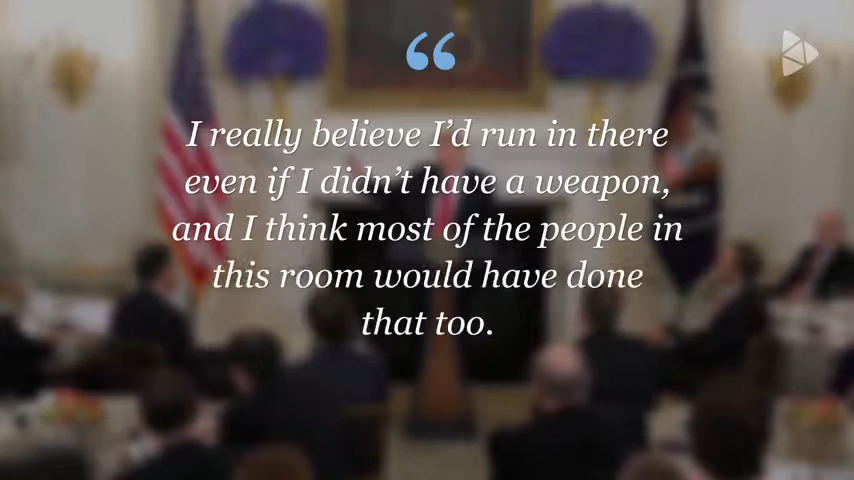 “
I really believe I’d run in there
even if I didn’t have a weapon,
and I think most of the people in
this room would have done
that too.